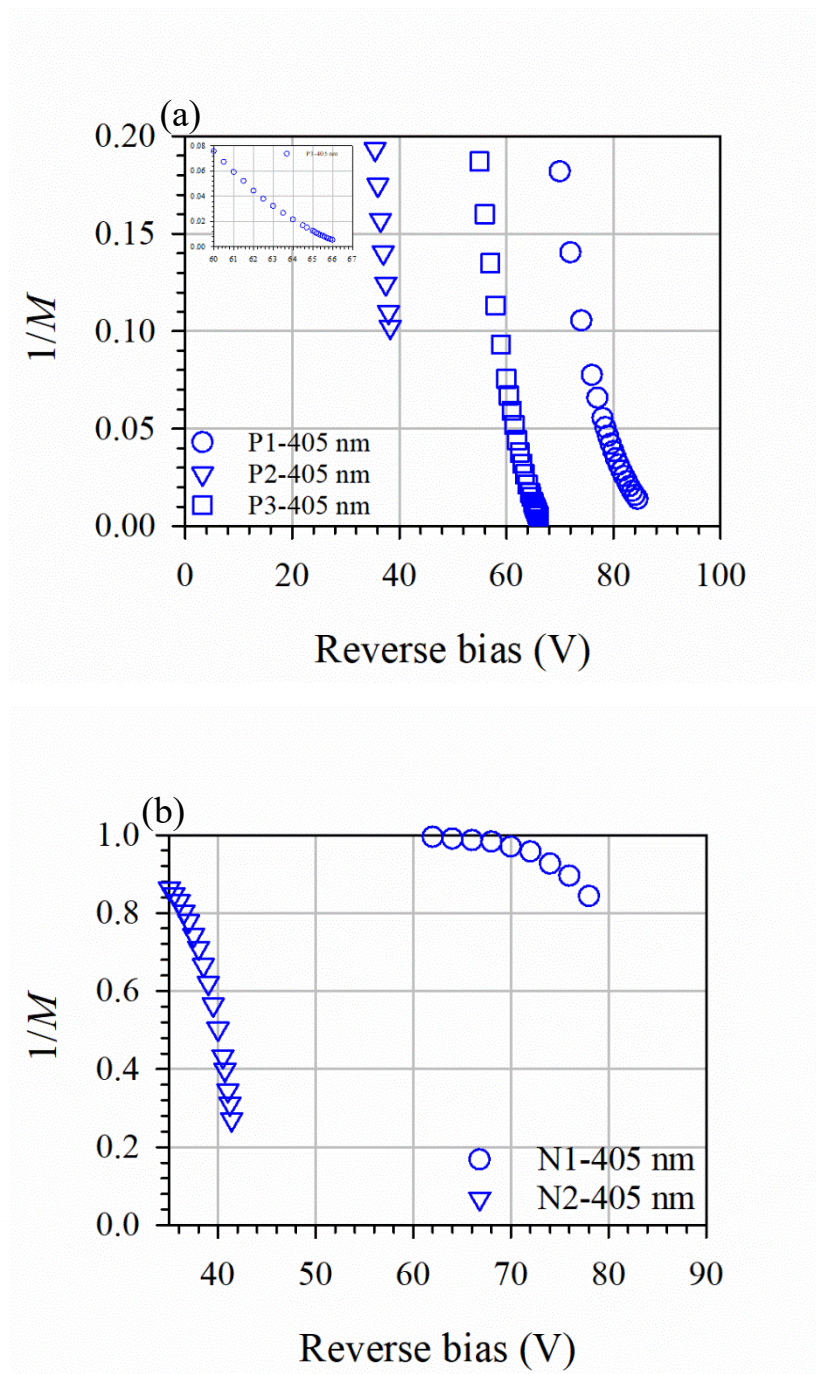 (a)
0.20
0.15
0.10
0.05
0.00
1/M
0.08
0.06
0.04
0.02
0.00
P3-405 nm
60 61 62 63 64 65 66 67
P1-405 nm
P2-405 nm
P3-405 nm
0 20 40 60 80 100
Reverse bias (V)
(b)
1.0
0.8
0.6
0.4
0.2
0.0
1/M
N1-405 nm
N2-405 nm
40 50 60 70 80 90
Reverse bias (V)